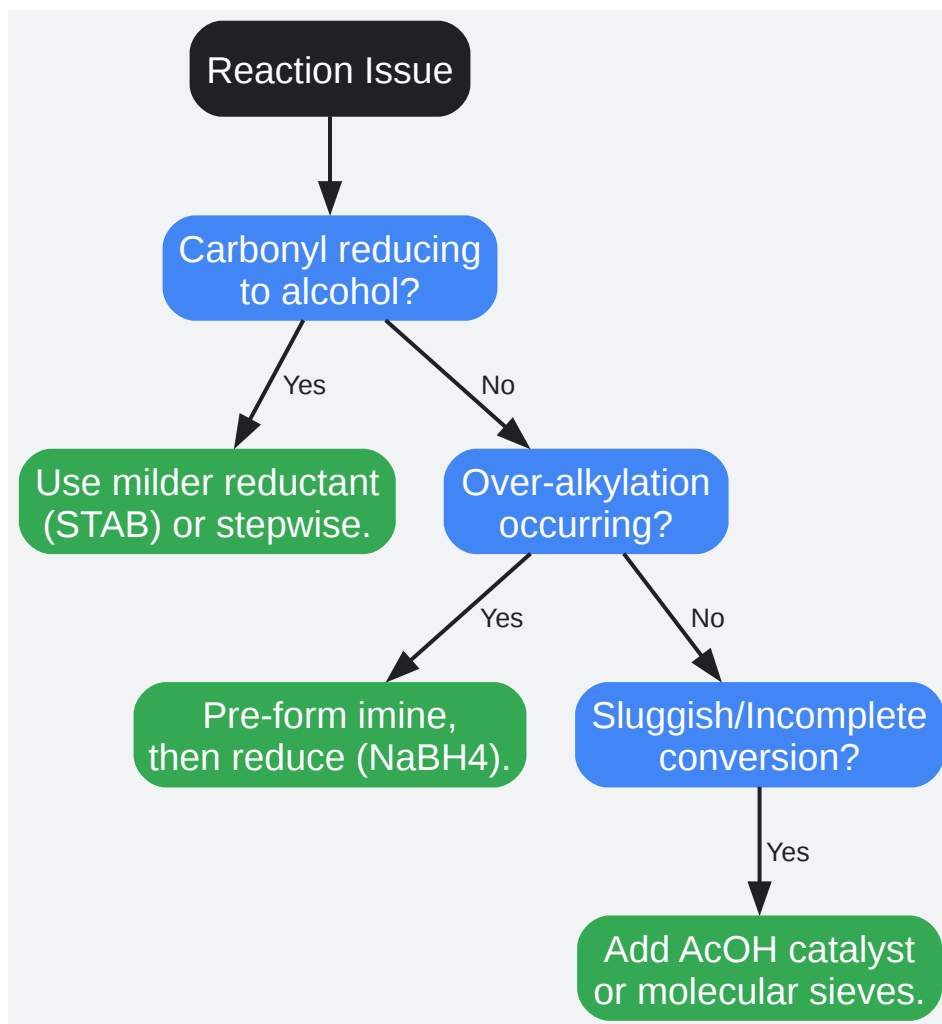 Reaction Issue
Carbonyl reducing
to alcohol?
Yes
No
Use milder reductant
(STAB) or stepwise.
Over-alkylation
occurring?
Yes
No
Pre-form imine,
then reduce (NaBH4).
Sluggish/Incomplete
conversion?
Yes
Add AcOH catalyst
or molecular sieves.